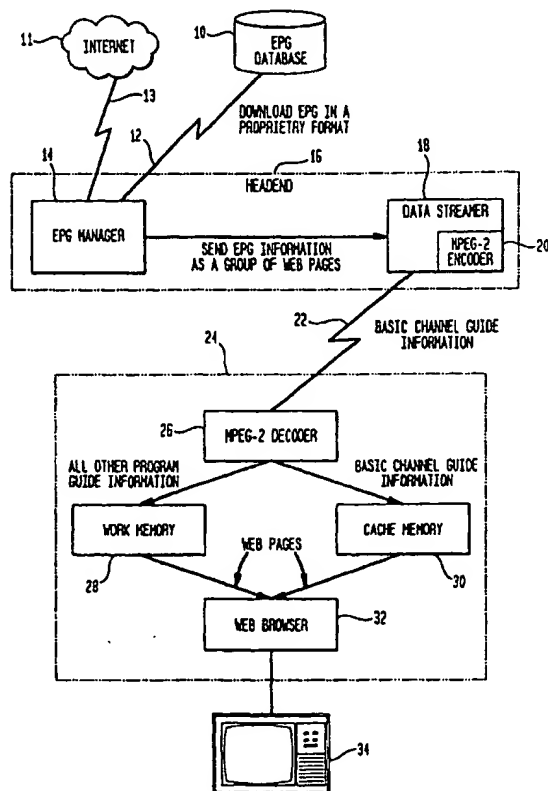 11
INTERNET
10
EPG
DATABASE
13
DOWNLOAD EPG IN A
PROPRIETRY FORMAT
12
14
16
HEADEND
18
EPG MANAGER
SEND EPG INFORMATION
AS A GROUP OF WEB PAGES
DATA STREAMER
MPEG-2
ENCODER
20
22
BASIC CHANNEL GUIDE
INFORMATION
24
26
MPEG-2 DECODER
ALL OTHER PROGRAM
GUIDE INFORMATION
BASIC CHANNEL GUIDE
INFORMATION
WORK MEMORY
CACHE MEMORY
28
WEB PAGES
30
WEB BROWSER
32
34